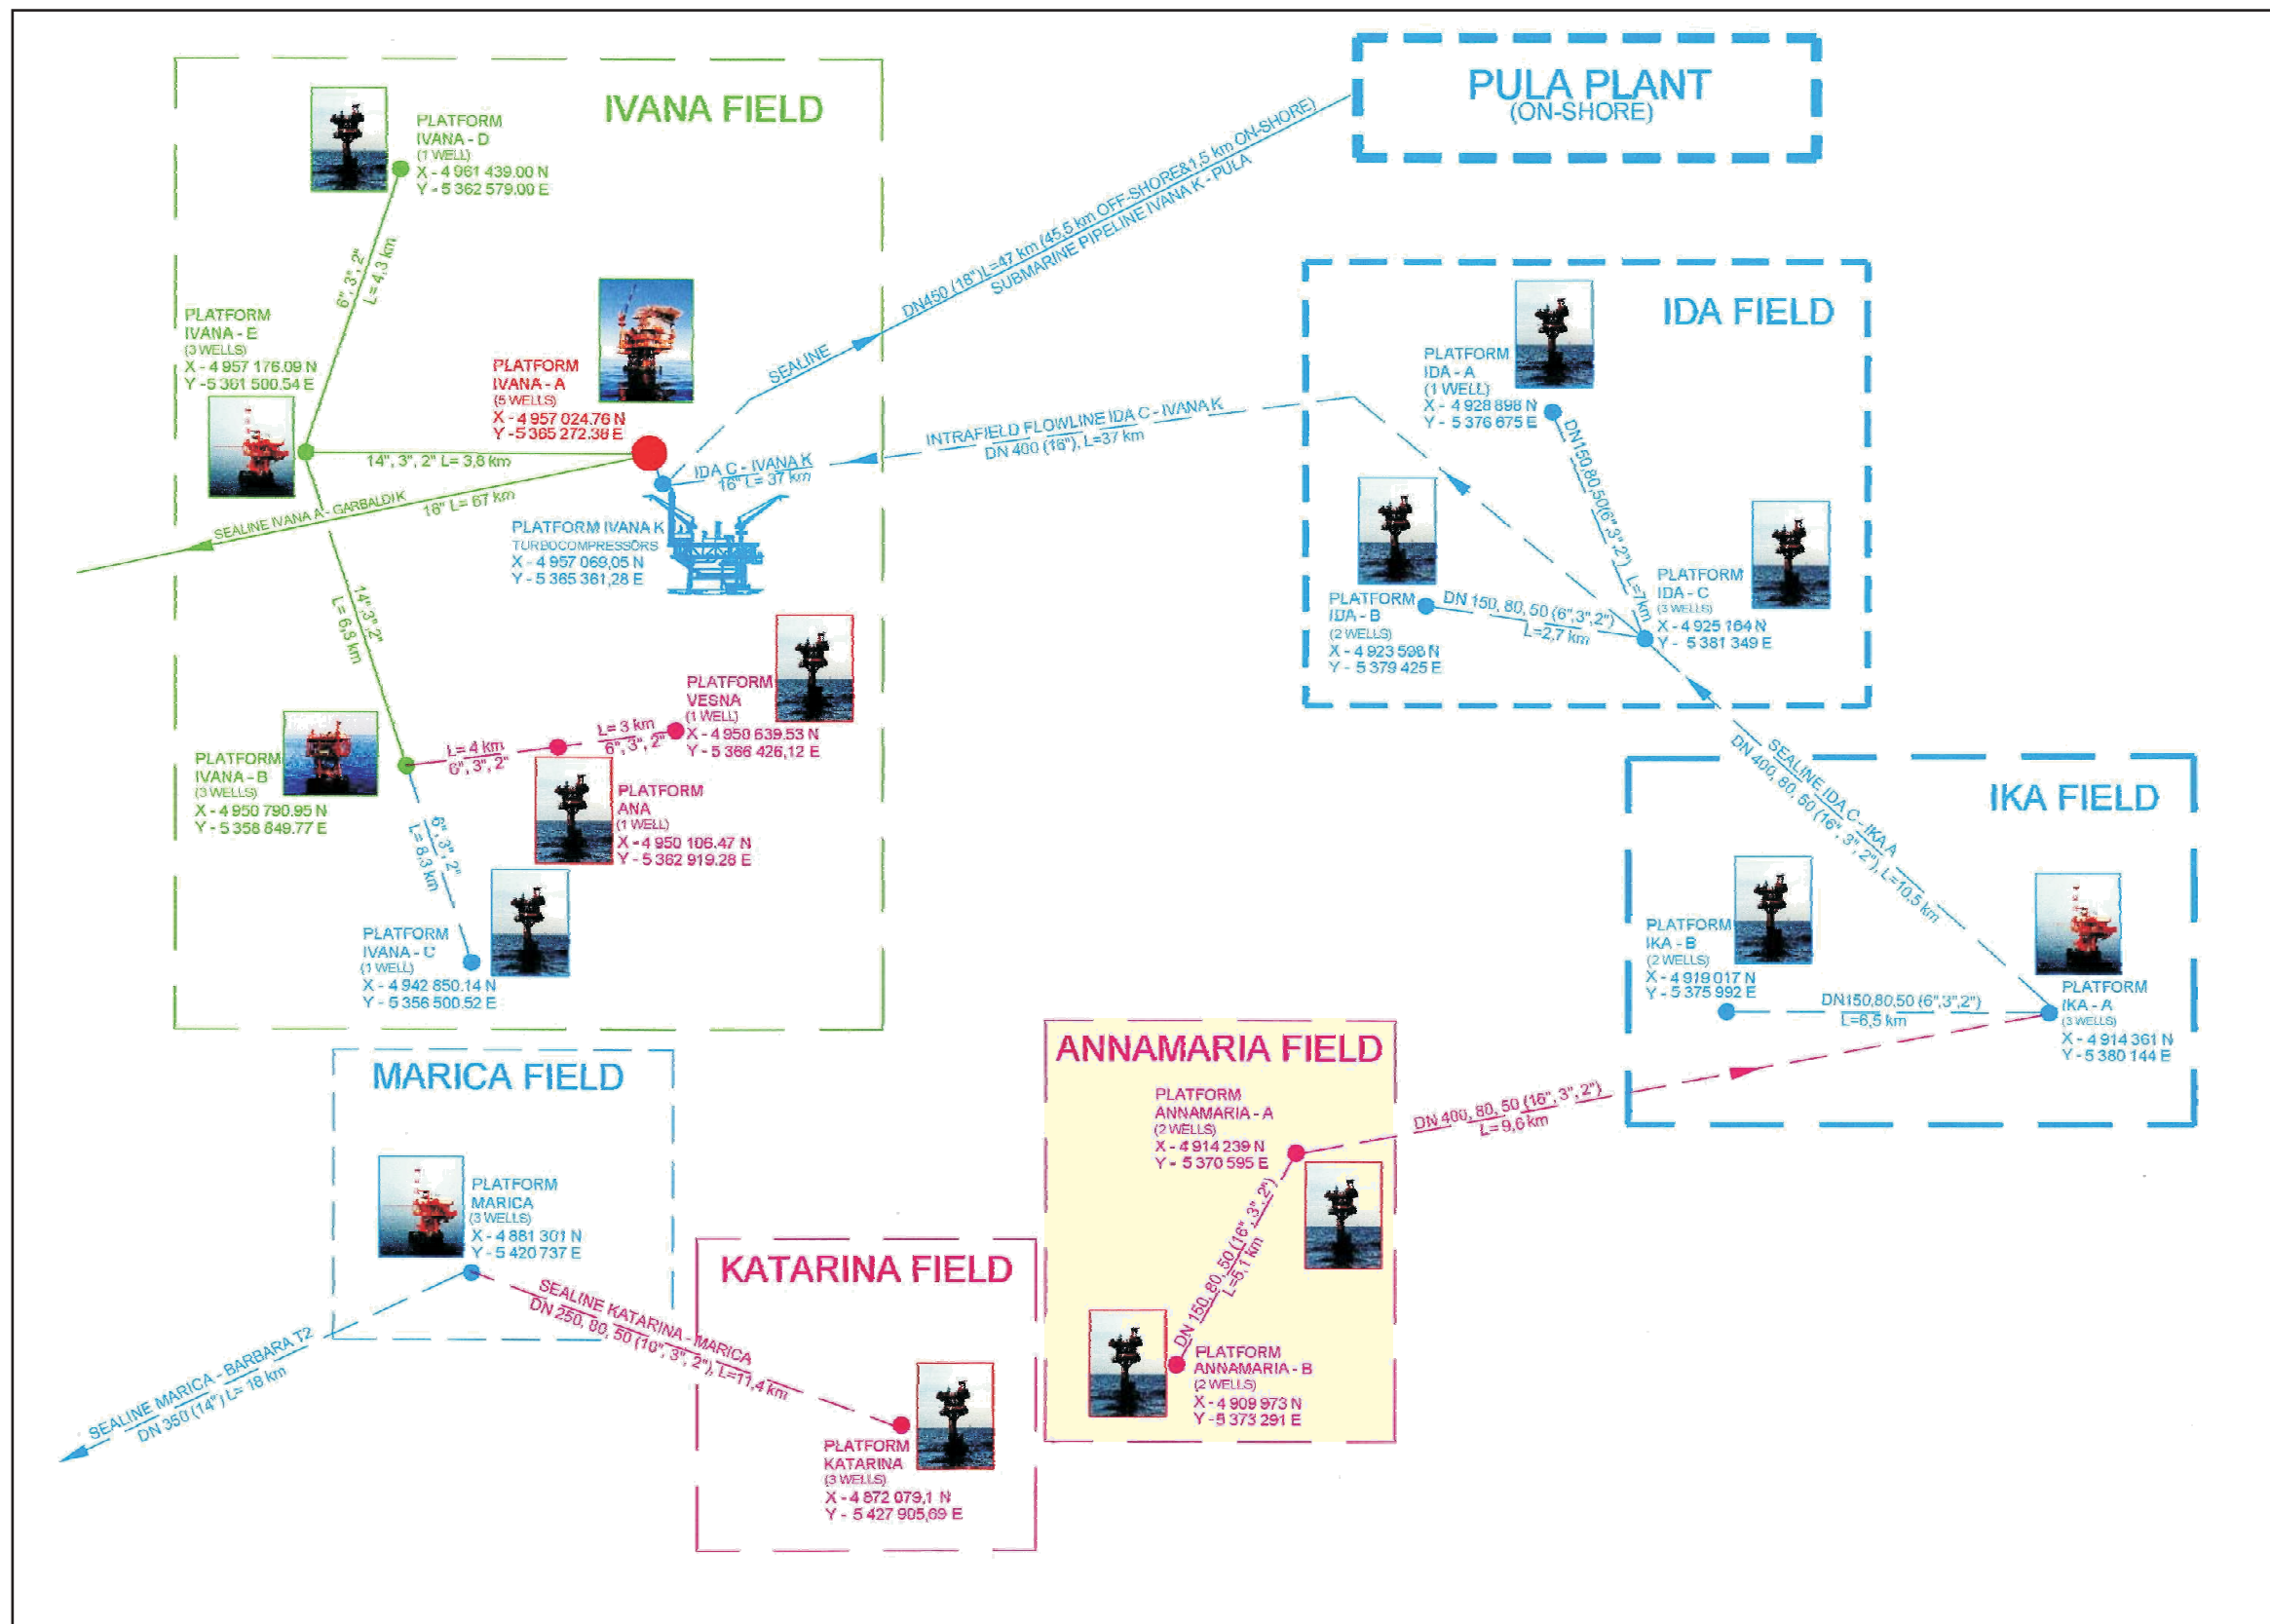 IVANA FIELD
PLATFORM
IVANA - D
(1 WELL)
X - 4 961 439.00 N
Y - 5 362 579.00 E
6", 3", 2"
L= 4,3 km
PLATFORM
IVANA - E
(3 WELLS)
X - 4 957 176.09 N
Y -5 361 500.54 E
PLATFORM
IVANA - A
(5 WELLS)
X - 4 957 024.76 N
Y -5 365 272.38 E
14", 3", 2" L= 3,8 km
SEALINE IVANA A - GARBALDI K
16" L= 67 km
PLATFORM IVANA K
TURBOCOMPRESSORS
X - 4 957 069,05 N
Y - 5 365 361,28 E
IDA C - IVANA K
16" L= 37 km
SEALINE
DN450 (18") L=47 km (45,5 km OFF-SHORE&1,5 km ON-SHORE)
SUBMARINE PIPELINE IVANA K - PULA
PULA PLANT
(ON-SHORE)
INTRAFIELD FLOWLINE IDA C - IVANA K
DN 400 (16"), L=37 km
14",3",2"
L= 6,8 km
PLATFORM
VESNA
(1 WELL)
X - 4 950 639.53 N
Y - 5 366 426,12 E
L= 3 km
6", 3", 2"
L= 4 km
6", 3", 2"
PLATFORM
IVANA - B
(3 WELLS)
X - 4 950 790.95 N
Y - 5 358 849.77 E
PLATFORM
ANA
(1 WELL)
X - 4 950 106.47 N
Y - 5 362 919.28 E
6", 3", 2"
L= 8,3 km
PLATFORM
IVANA - C
(1 WELL)
X - 4 942 850.14 N
Y - 5 356 500.52 E
IDA FIELD
PLATFORM
IDA - A
(1 WELL)
X - 4 928 898 N
Y - 5 376 675 E
DN150,80,50(6",3",2") L=7km
PLATFORM
IDA - B
(2 WELLS)
X - 4 923 598 N
Y - 5 379 425 E
DN 150, 80, 50 (6",3",2")
L=2,7 km
PLATFORM
IDA - C
(3 WELLS)
X - 4 925 164 N
Y - 5 381 349 E
SEALINE IDA C - IKA A
DN 400, 80, 50 (16", 3", 2"), L=10,5 km
IKA FIELD
PLATFORM
IKA - B
(2 WELLS)
X - 4 919 017 N
Y - 5 375 992 E
DN150,80,50 (6",3",2")
L=6,5 km
PLATFORM
IKA - A
(3 WELLS)
X - 4 914 361 N
Y - 5 380 144 E
MARICA FIELD
PLATFORM
MARICA
(3 WELLS)
X - 4 881 301 N
Y - 5 420 737 E
SEALINE MARICA - BARBARA T2
DN 350 (14") L= 18 km
SEALINE KATARINA - MARICA
DN 250, 80, 50 (10", 3", 2"), L=11,4 km
KATARINA FIELD
PLATFORM
KATARINA
(3 WELLS)
X - 4 872 079,1 N
Y - 5 427 905,69 E
ANNAMARIA FIELD
PLATFORM
ANNAMARIA - A
(2 WELLS)
X - 4 914 239 N
Y - 5 370 595 E
DN 400, 80, 50 (16", 3", 2")
L= 9,6 km
DN 150, 80, 50 (16", 3", 2")
L=5,1 km
PLATFORM
ANNAMARIA - B
(2 WELLS)
X - 4 909 973 N
Y - 5 373 291 E